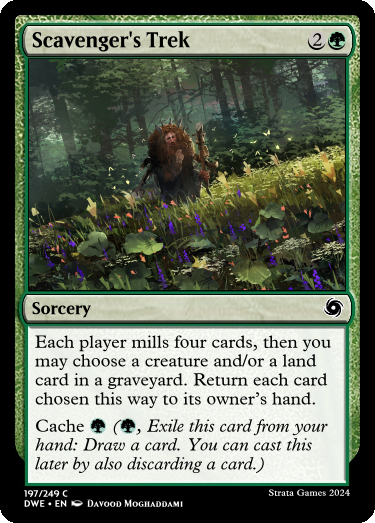 Scavenger's Trek 2
Sorcery
Each player mills four cards, then you
may choose a creature and/or a land
card in a graveyard. Return each card
chosen this way to its owner's hand.
Cache (, Exile this card from your
hand: Draw a card. You can cast this
later by also discarding a card.)
197/249 C
Strata Games 2024
DWE • EN Davood Moghaddami